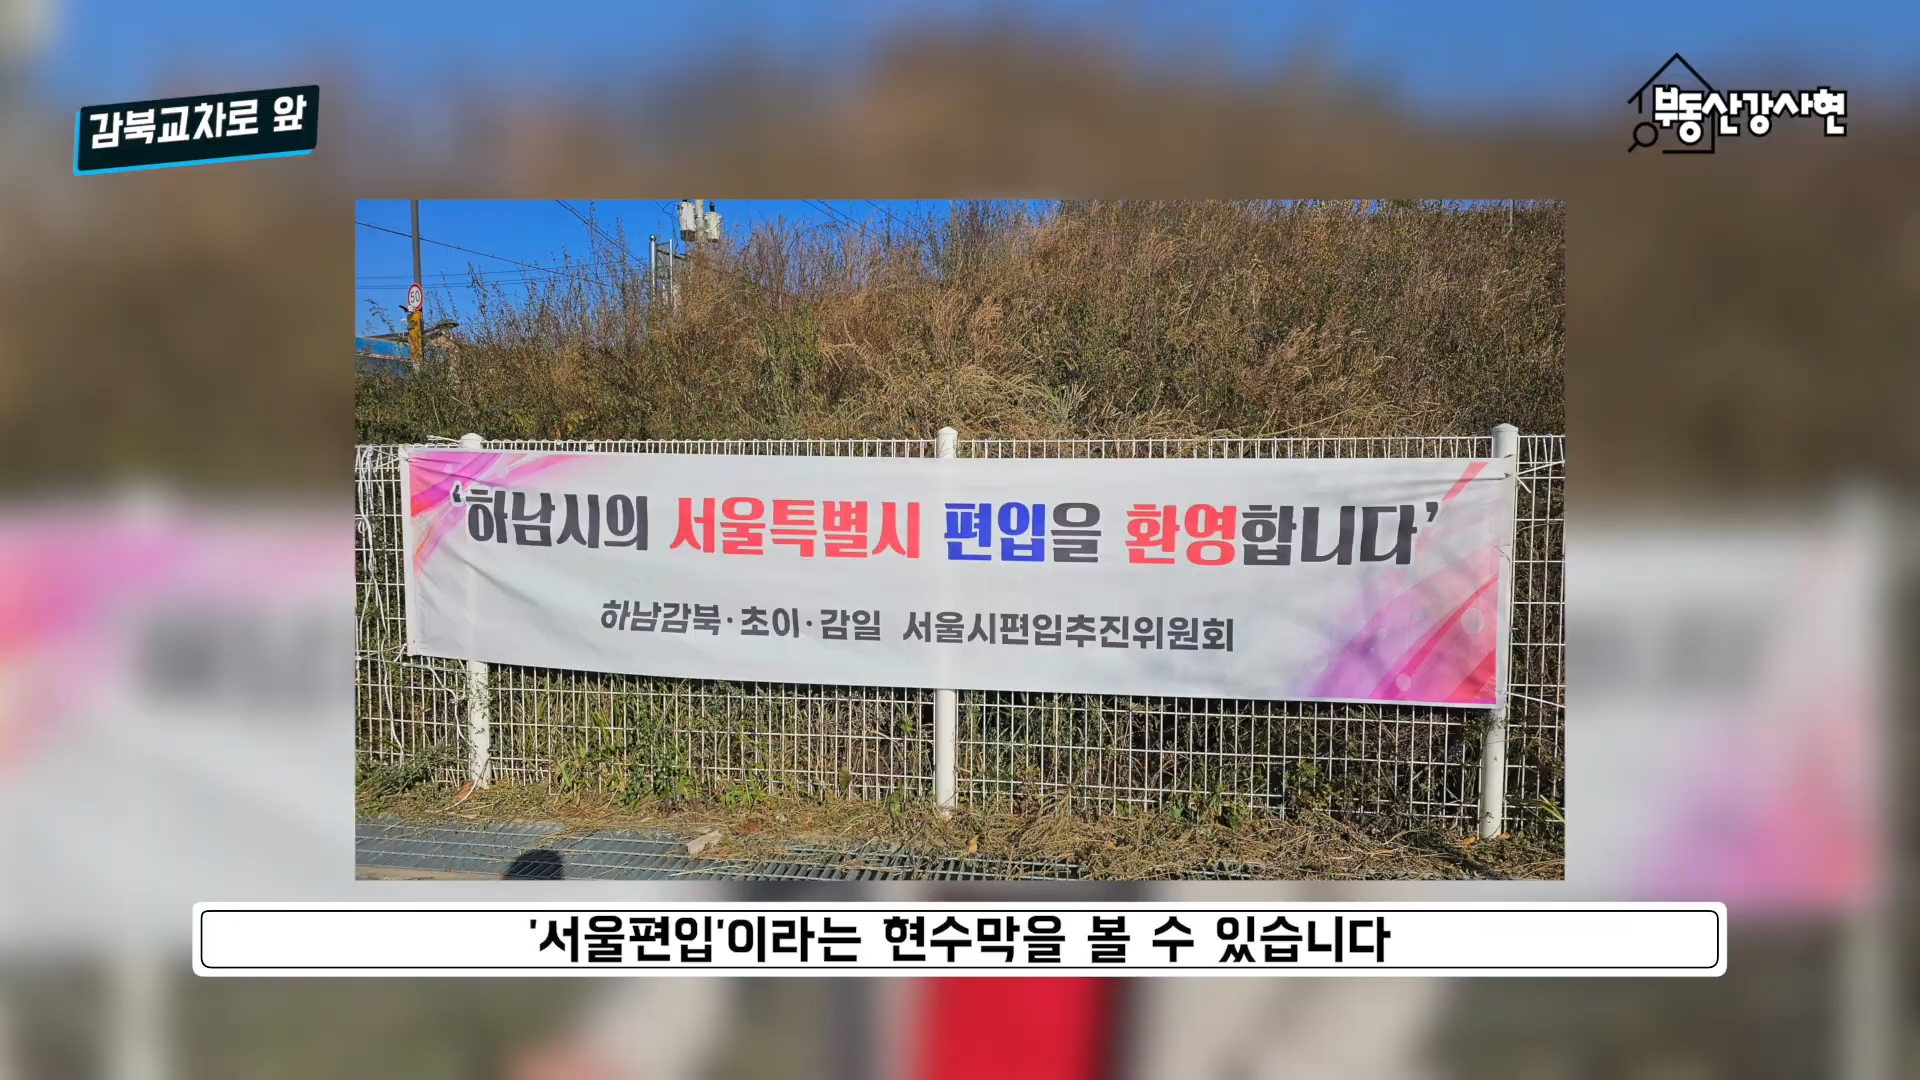 감북교차로 앞
부동산강사현
50
'하남시의 서울특별시 편입을 환영합니다'
하남감북·초이·감일 서울시편입추진위원회
'서울편입'이라는 현수막을 볼 수 있습니다